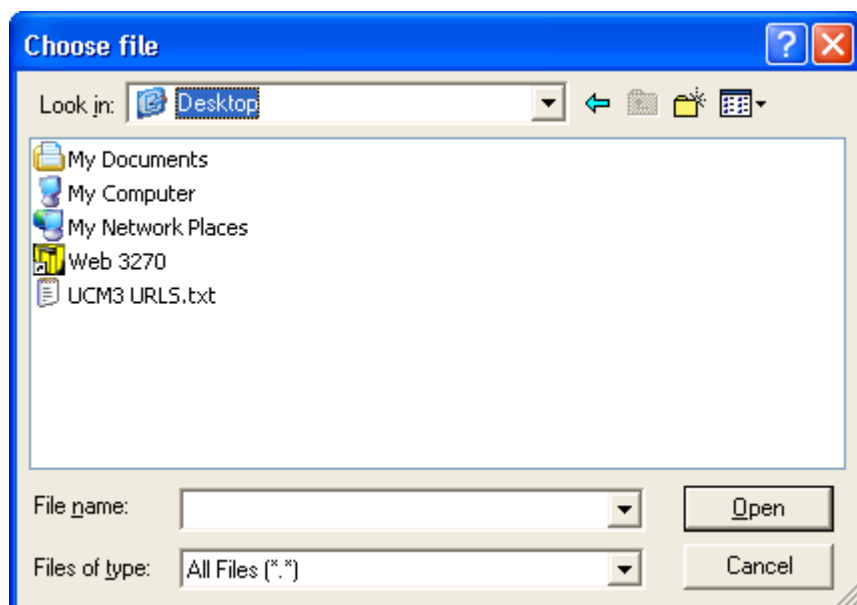 Choose file
Look in: Desktop
My Documents
My Computer
My Network Places
Web 3270
UCM3 URLS.txt
File name: Open
Files of type: All Files (*.*) Cancel